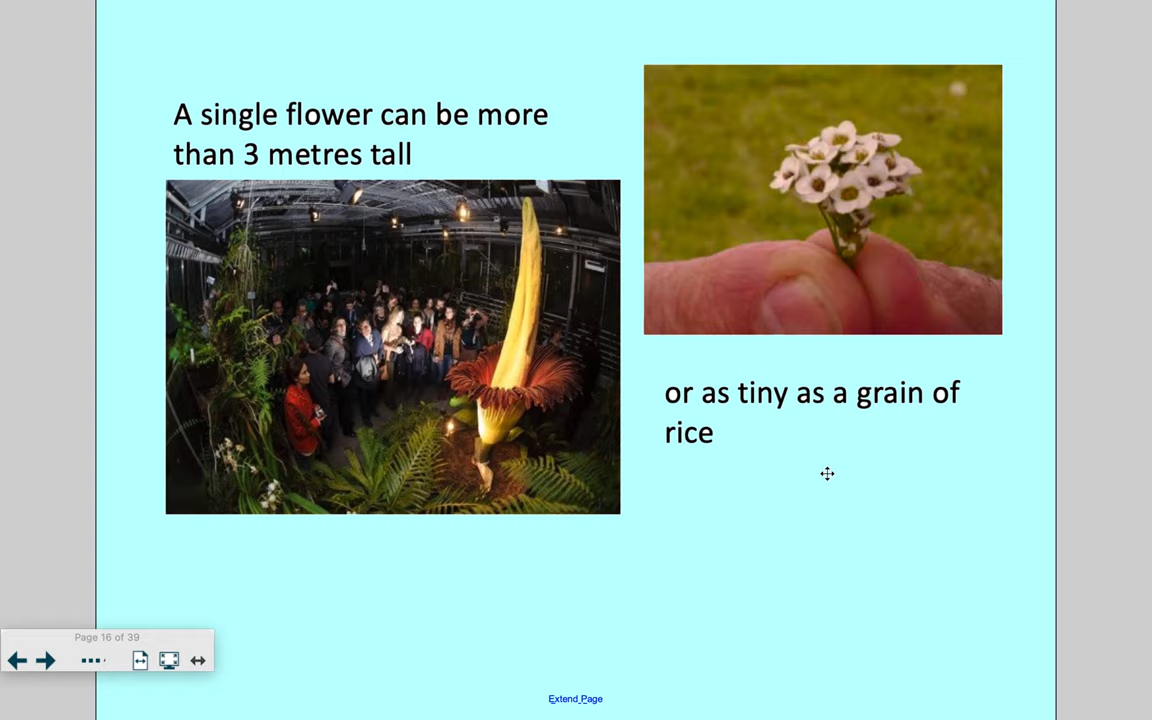 A single flower can be more
than 3 metres tall
or as tiny as a grain of
rice
Page 16 of 39
Extend Page